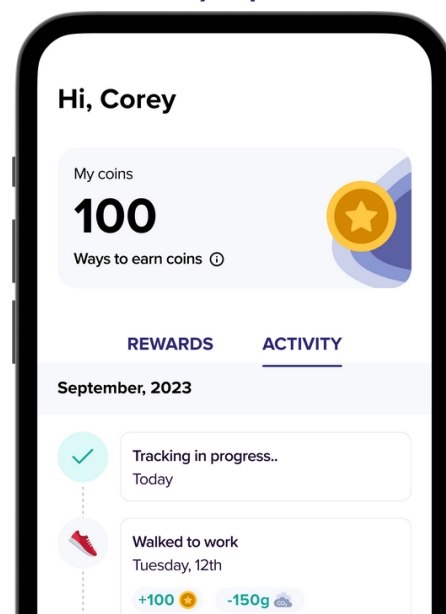 Hi, Corey
My coins
100
Ways to earn coins
REWARDS ACTIVITY
September, 2023
Tracking in progress..
Today
Walked to work
Tuesday, 12th
+100 -150g CO₂